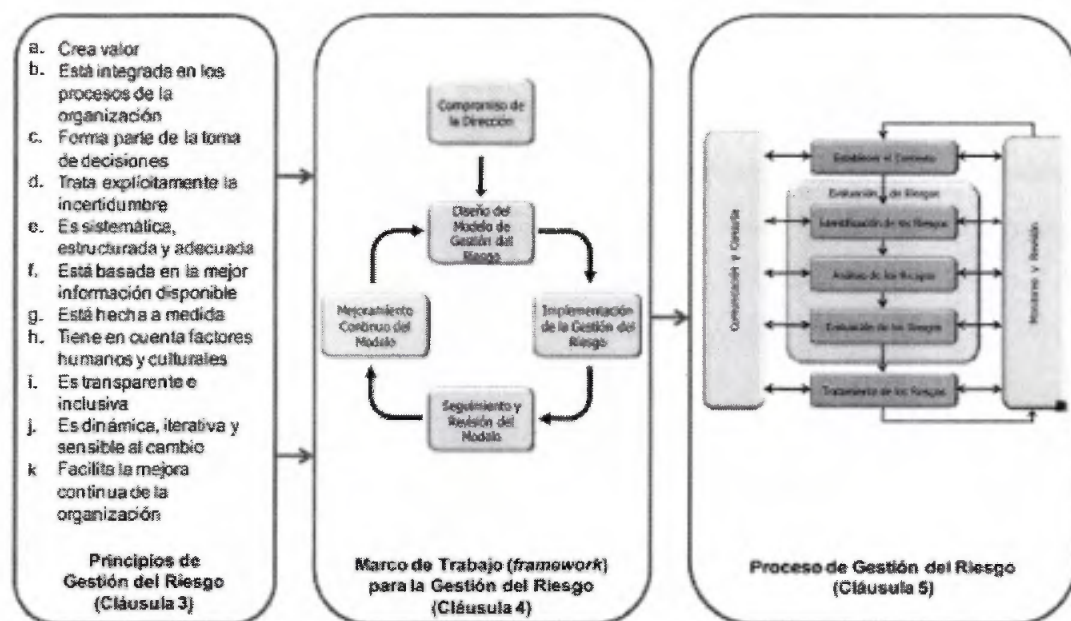 a. Crea valor
b. Está integrada en los
procesos de la
organización
c. Forma parte de la toma
de decisiones
d. Trata explícitamente la
incertidumbre
e. Es sistemática,
estructurada y adecuada
f. Está basada en la mejor
información disponible
g. Está hecha a medida
h. Tiene en cuenta factores
humanos y culturales
i. Es transparente e
inclusiva
j. Es dinámica, iterativa y
sensible al cambio
k Facilita la mejora
continua de la
organización
Principios de
Gestión del Riesgo
(Cláusula 3)
Compromiso de
la Dirección
Diseño del
Modelo de
Gestión del
Riesgo
Implementación
de la Gestión del
Riesgo
Seguimiento y
Revisión del
Modelo
Mejoramiento
Continuo del
Modelo
Marco de Trabajo (framework)
para la Gestión del Riesgo
(Cláusula 4)
Comunicación y Consulta
Establecer el Contexto
Evaluación de Riesgos
Identificación de los Riesgos
Análisis de los Riesgos
Evaluación de los Riesgos
Tratamiento de los Riesgos
Monitoreo y Revisión
Proceso de Gestión del Riesgo
(Cláusula 5)